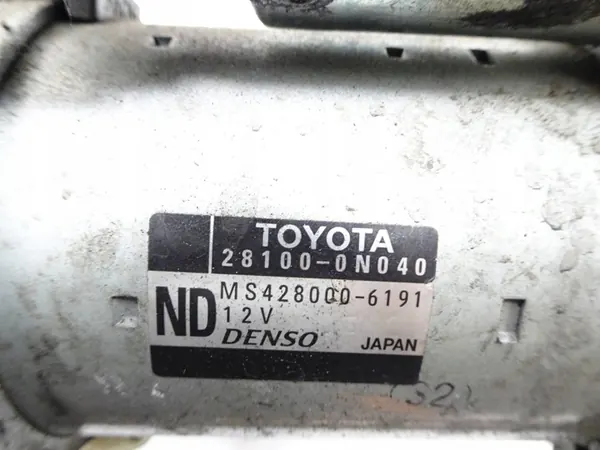 TOYOTA
28100-0N040
ND MS428000-6191
12V
DENSO JAPAN